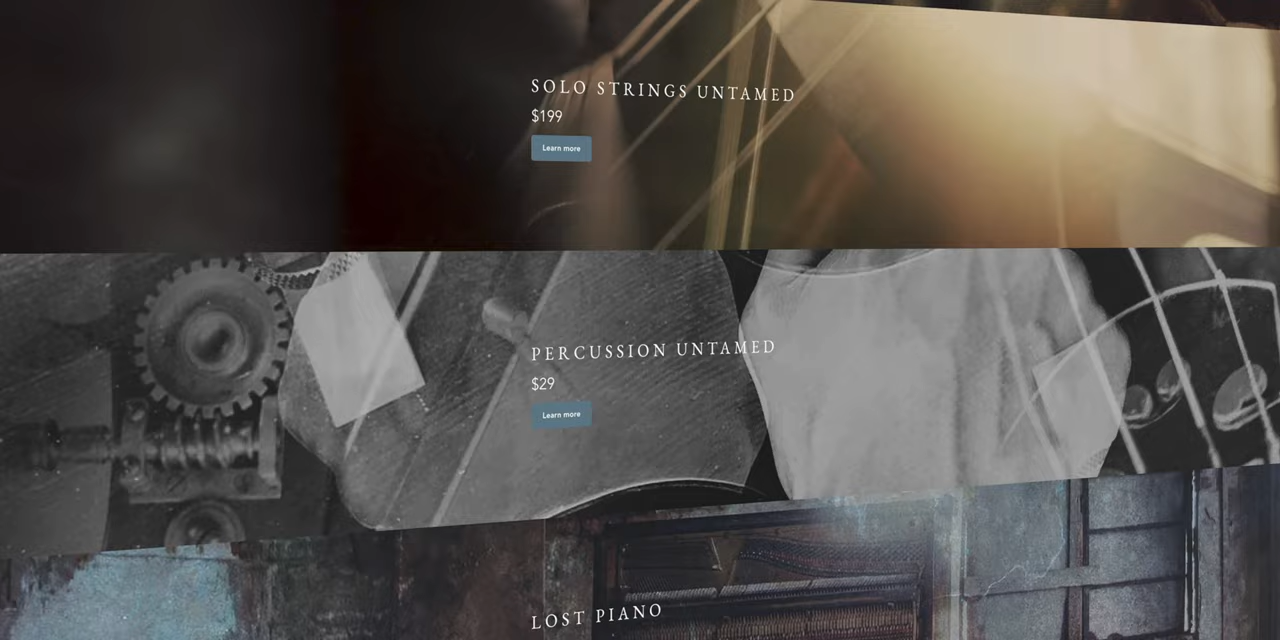 SOLO STRINGS UNTAMED
$199
Learn more
PERCUSSION UNTAMED
$29
Learn more
LOST PIANO